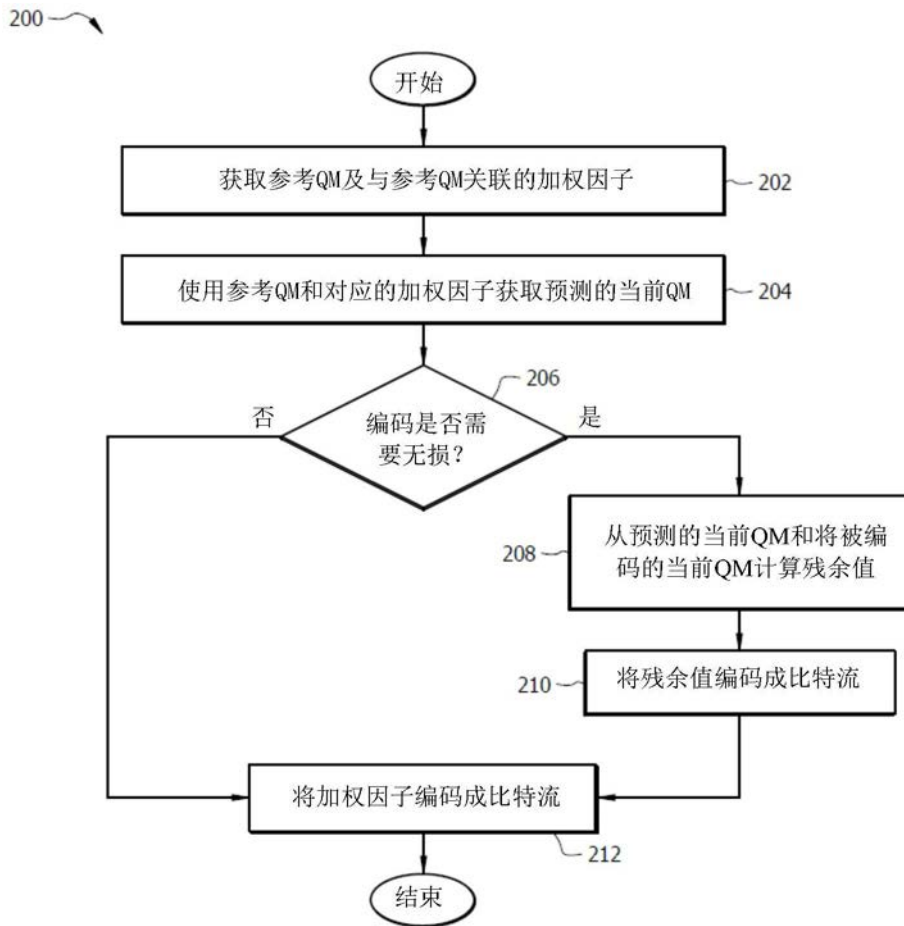 200
开始
获取参考QM及与参考QM关联的加权因子
202
使用参考QM和对应的加权因子获取预测的当前QM
204
206
否
编码是否需
要无损?
是
从预测的当前QM和将被编
码的当前QM计算残余值
208
210
将残余值编码成比特流
将加权因子编码成比特流
212
结束